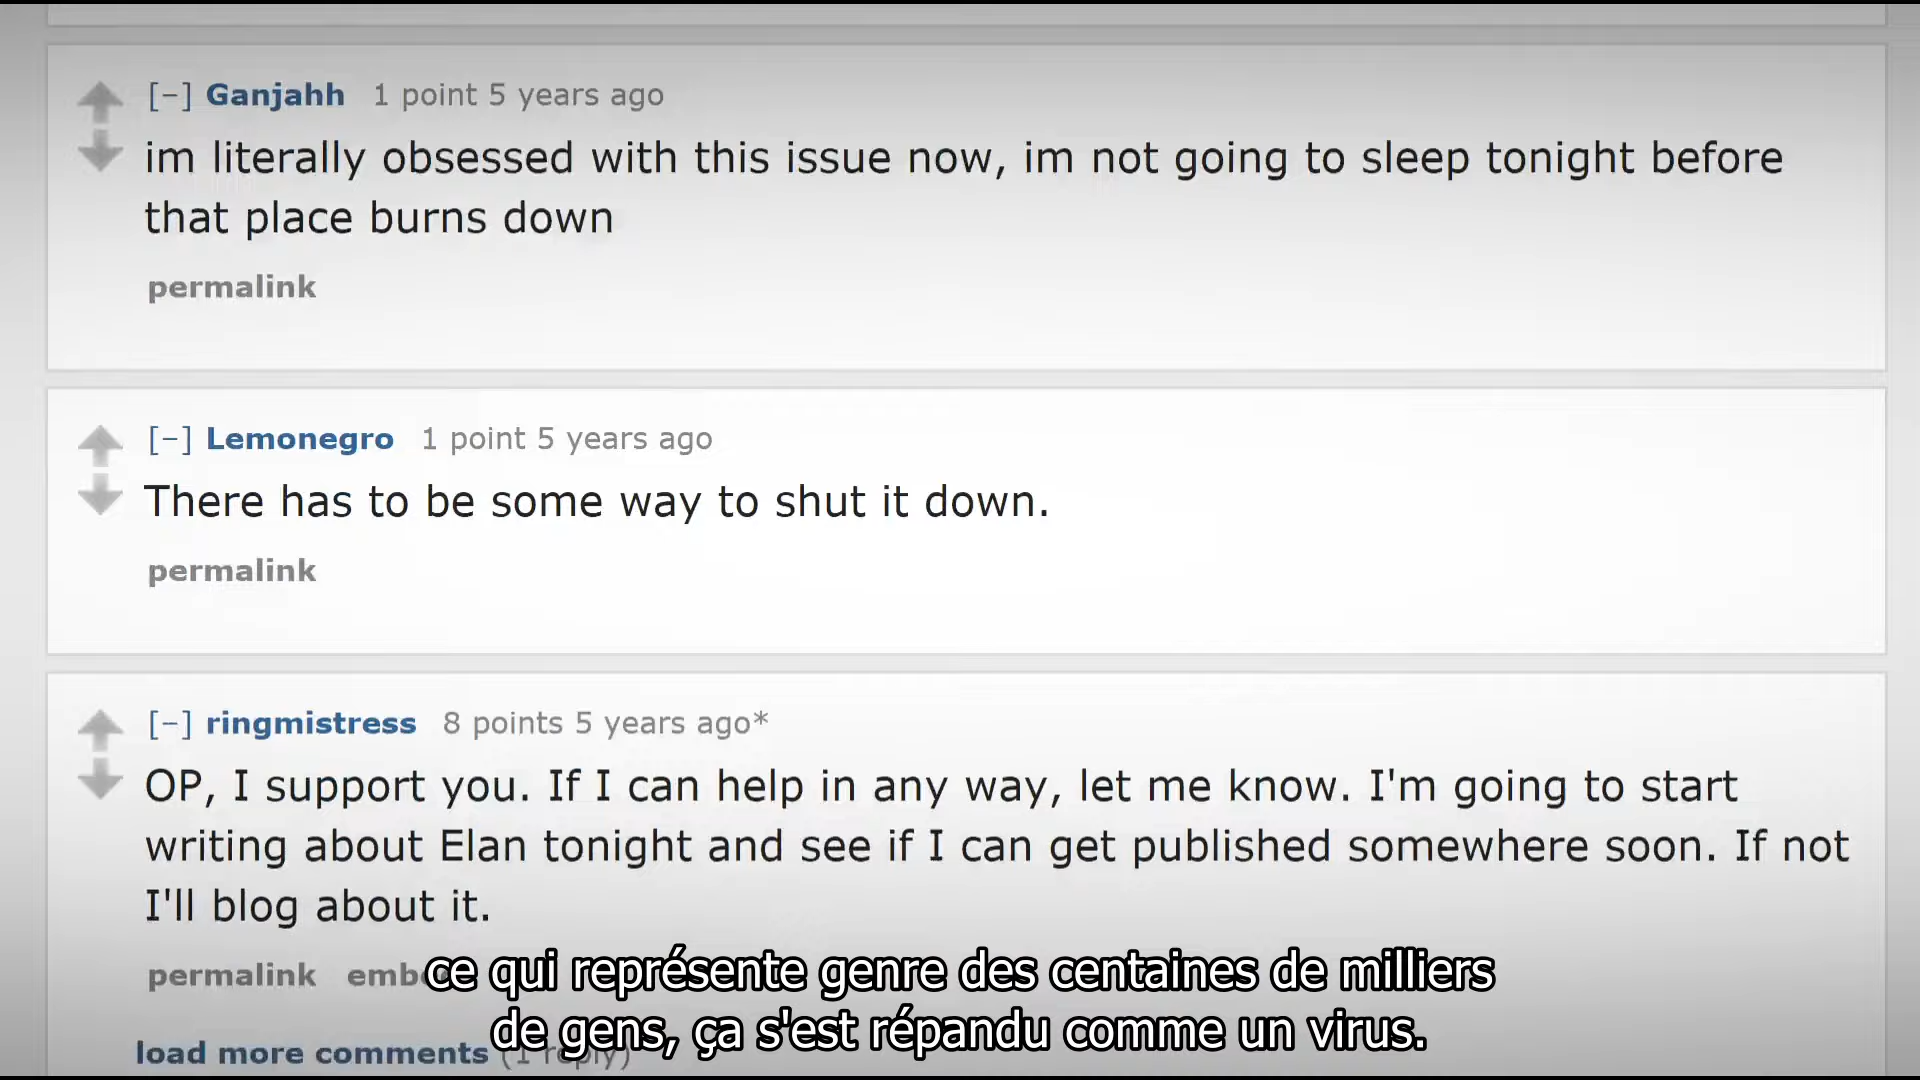 [–] Ganjahh 1 point 5 years ago
im literally obsessed with this issue now, im not going to sleep tonight before
that place burns down
permalink
[–] Lemonegro 1 point 5 years ago
There has to be some way to shut it down.
permalink
[–] ringmistress 8 points 5 years ago*
OP, I support you. If I can help in any way, let me know. I'm going to start
writing about Elan tonight and see if I can get published somewhere soon. If not
I'll blog about it.
permalink
ce qui représente genre des centaines de milliers
de gens, ça s'est répandu comme un virus.
load more comments (1 reply)